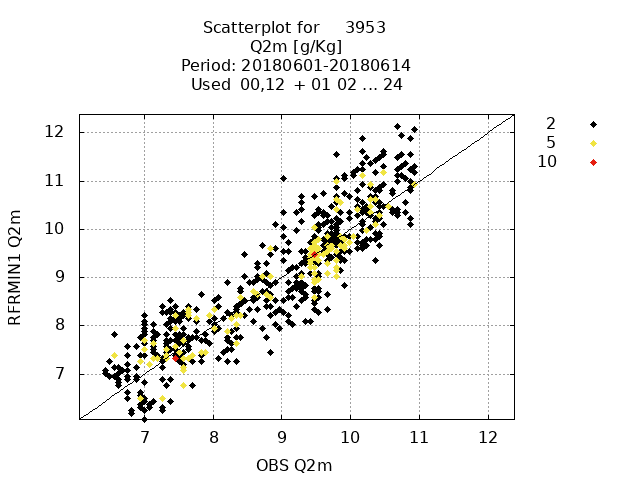 Scatterplot for 3953
Q2m [g/Kg]
Period: 20180601-20180614
Used 00,12 + 01 02 ... 24
2
5
10
12
11
10
9
8
7
RFRMIN1 Q2m
7 8 9 10 11 12
OBS Q2m